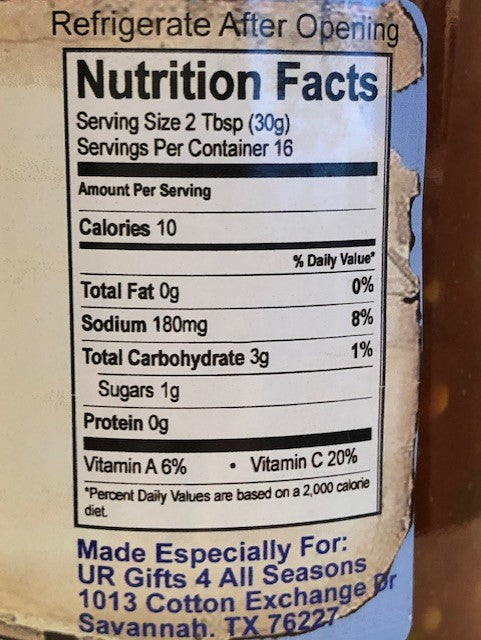 Refrigerate After Opening
Nutrition Facts
Serving Size 2 Tbsp (30g)
Servings Per Container 16
Amount Per Serving
Calories 10
% Daily Value*
Total Fat 0g 0%
Sodium 180mg 8%
Total Carbohydrate 3g 1%
Sugars 1g
Protein 0g
Vitamin A 6% • Vitamin C 20%
*Percent Daily Values are based on a 2,000 calorie
diet.
Made Especially For:
UR Gifts 4 All Seasons
1013 Cotton Exchange Dr
Savannah, TX 76227